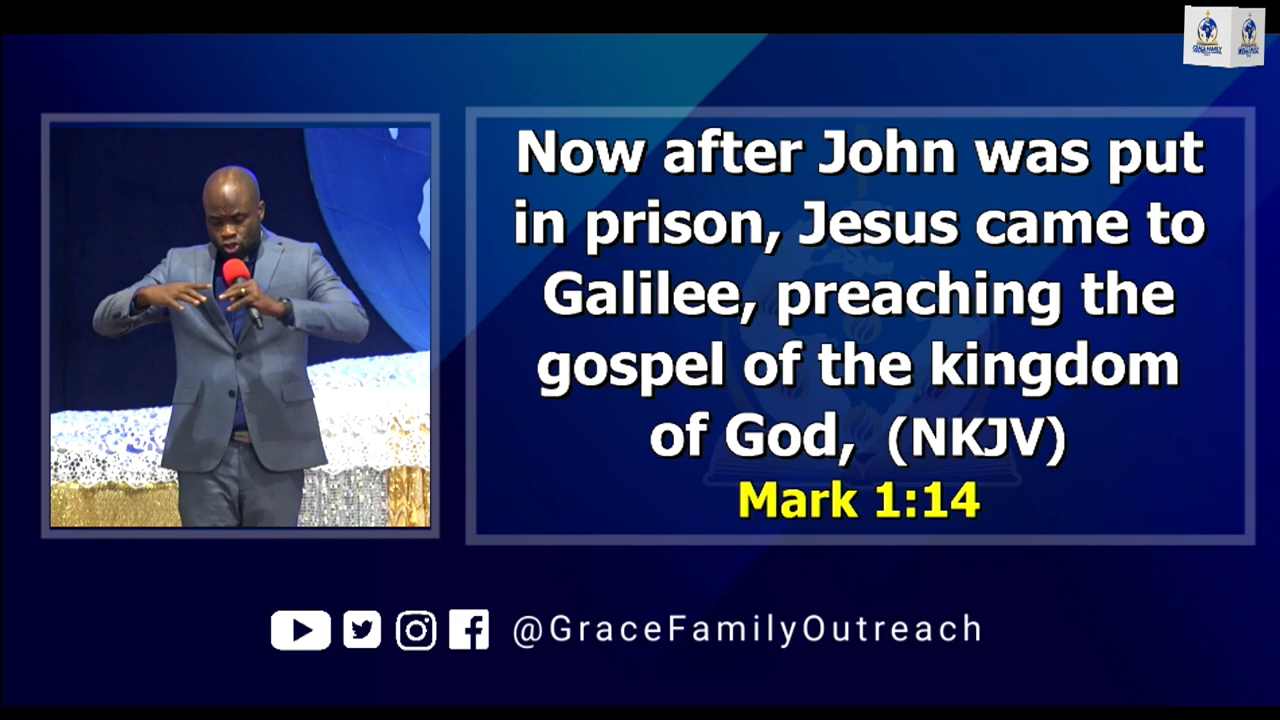 Now after John was put
in prison, Jesus came to
Galilee, preaching the
gospel of the kingdom
of God,  (NKJV)
Mark 1:14
@GraceFamilyOutreach